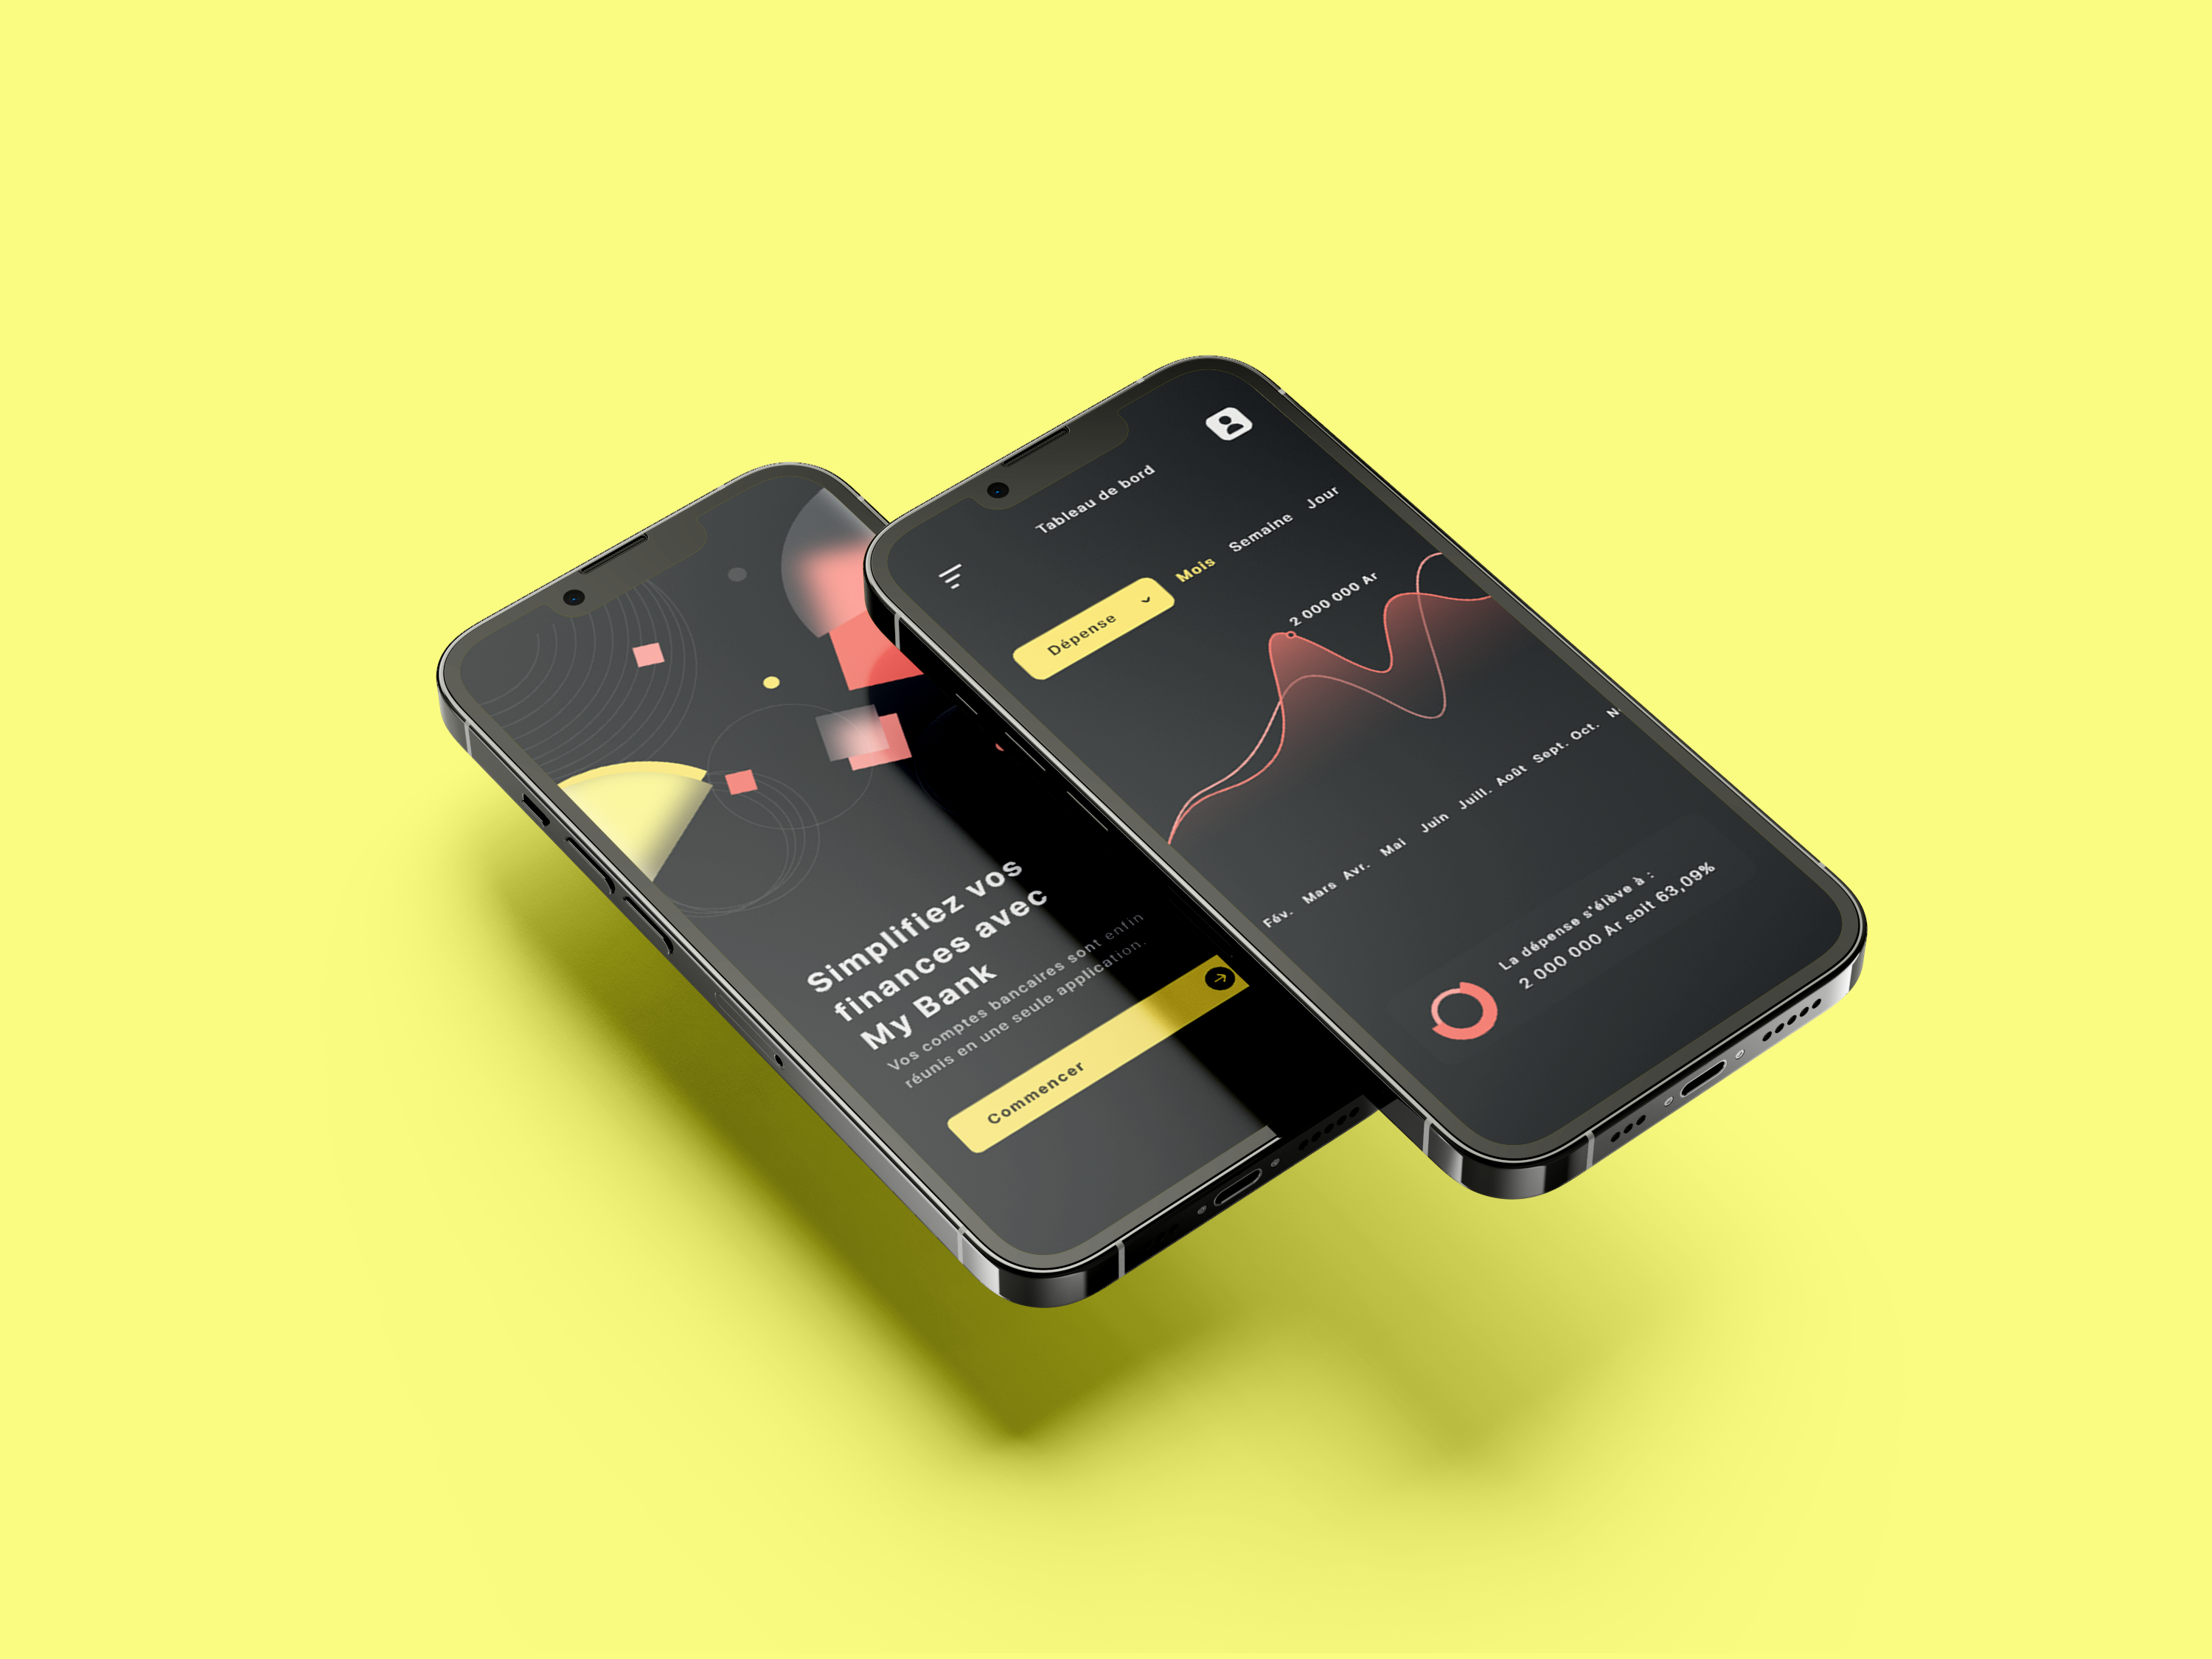 Simplifiez vos
finances avec
My Bank
Vos comptes bancaires sont enfin
réunis en une seule application.
Commencer
Tableau de bord
Dépense
Mois Semaine Jour
2 000 000 Ar
Fév. Mars Avr. Mai Juin Juill. Août Sept. Oct.
La dépense s'élève à :
2 000 000 Ar soit 63,09%